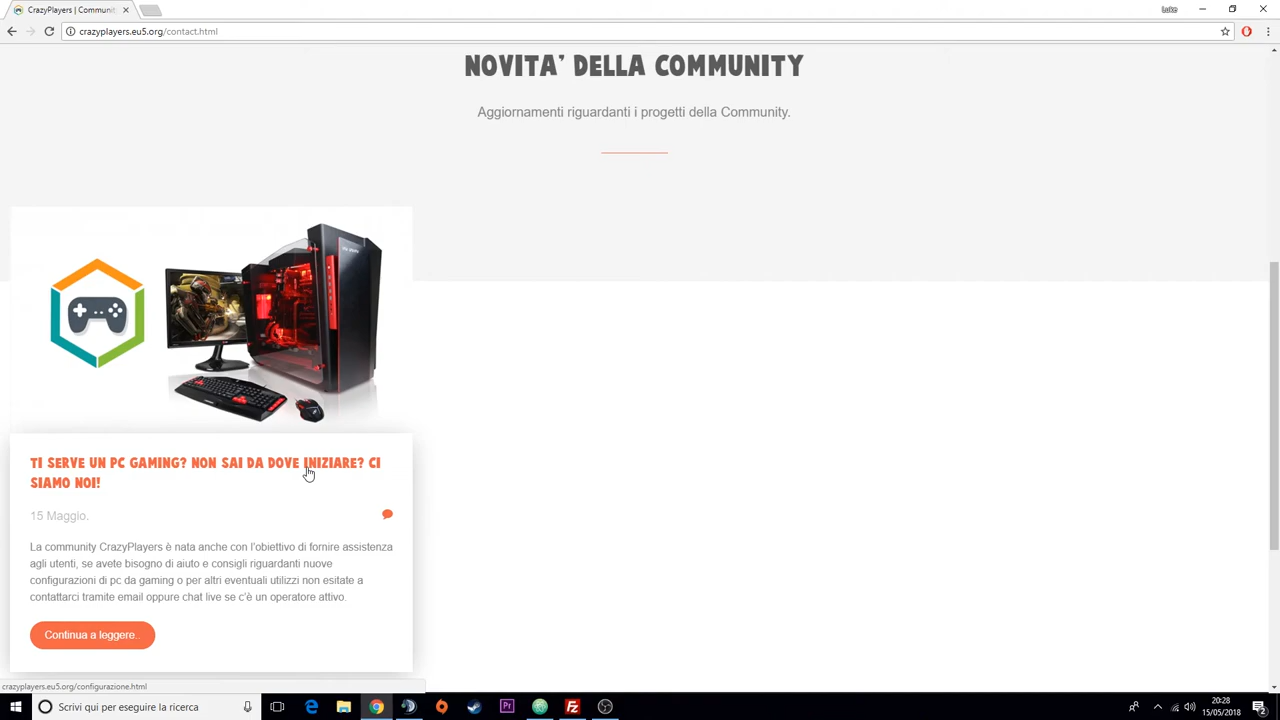 CrazyPlayers | Communit
Luke
crazyplayers.eu5.org/contact.html
NOVITA' DELLA COMMUNITY
Aggiornamenti riguardanti i progetti della Community.
TI SERVE UN PC GAMING? NON SAI DA DOVE INIZIARE? CI
SIAMO NOI!
15 Maggio.
La community CrazyPlayers è nata anche con l'obiettivo di fornire assistenza
agli utenti, se avete bisogno di aiuto e consigli riguardanti nuove
configurazioni di pc da gaming o per altri eventuali utilizzi non esitate a
contattarci tramite email oppure chat live se c'è un operatore attivo.
Continua a leggere..
crazyplayers.eu5.org/configurazione.html
Scrivi qui per eseguire la ricerca
Pr
20:28
15/05/2018
2